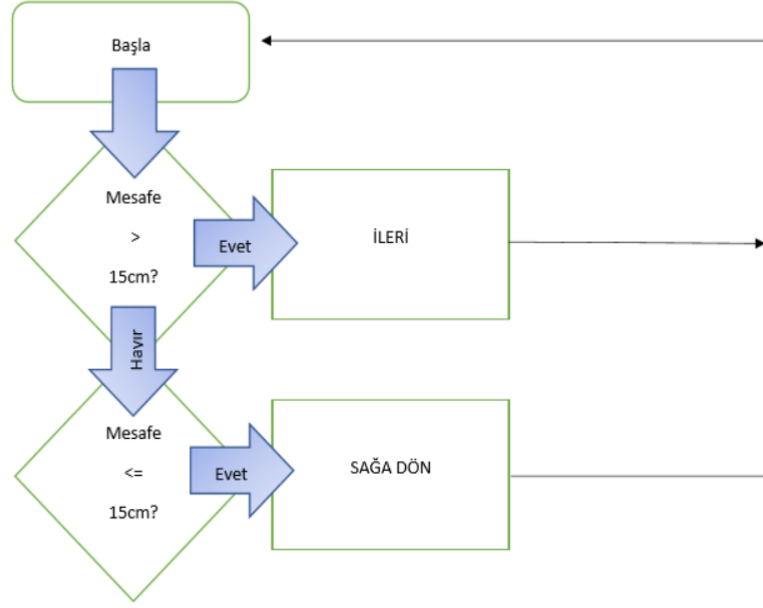 Başla
Mesafe
>
15cm?
Evet
İLERİ
Hayır
Mesafe
<=
15cm?
Evet
SAĞA DÖN